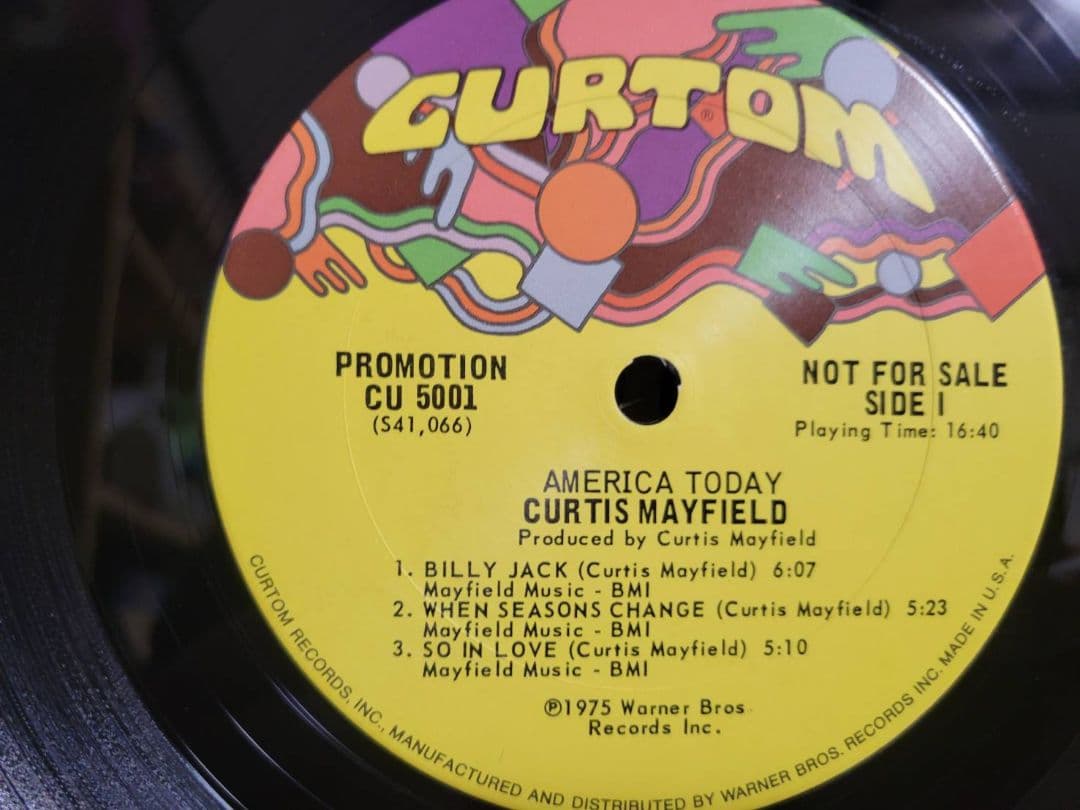 CURTOM
®
PROMOTION
CU 5001
(S41,066)
NOT FOR SALE
SIDE 1
Playing Time: 16:40
AMERICA TODAY
CURTIS MAYFIELD
Produced by Curtis Mayfield
1. BILLY JACK (Curtis Mayfield) 6:07
Mayfield Music - BMI
2. WHEN SEASONS CHANGE (Curtis Mayfield) 5:23
Mayfield Music - BMI
3. SO IN LOVE (Curtis Mayfield) 5:10
Mayfield Music - BMI
℗1975 Warner Bros.
Records Inc.
CURTOM RECORDS, INC., MANUFACTURED AND DISTRIBUTED BY WARNER BROS. RECORDS INC. MADE IN U.S.A.